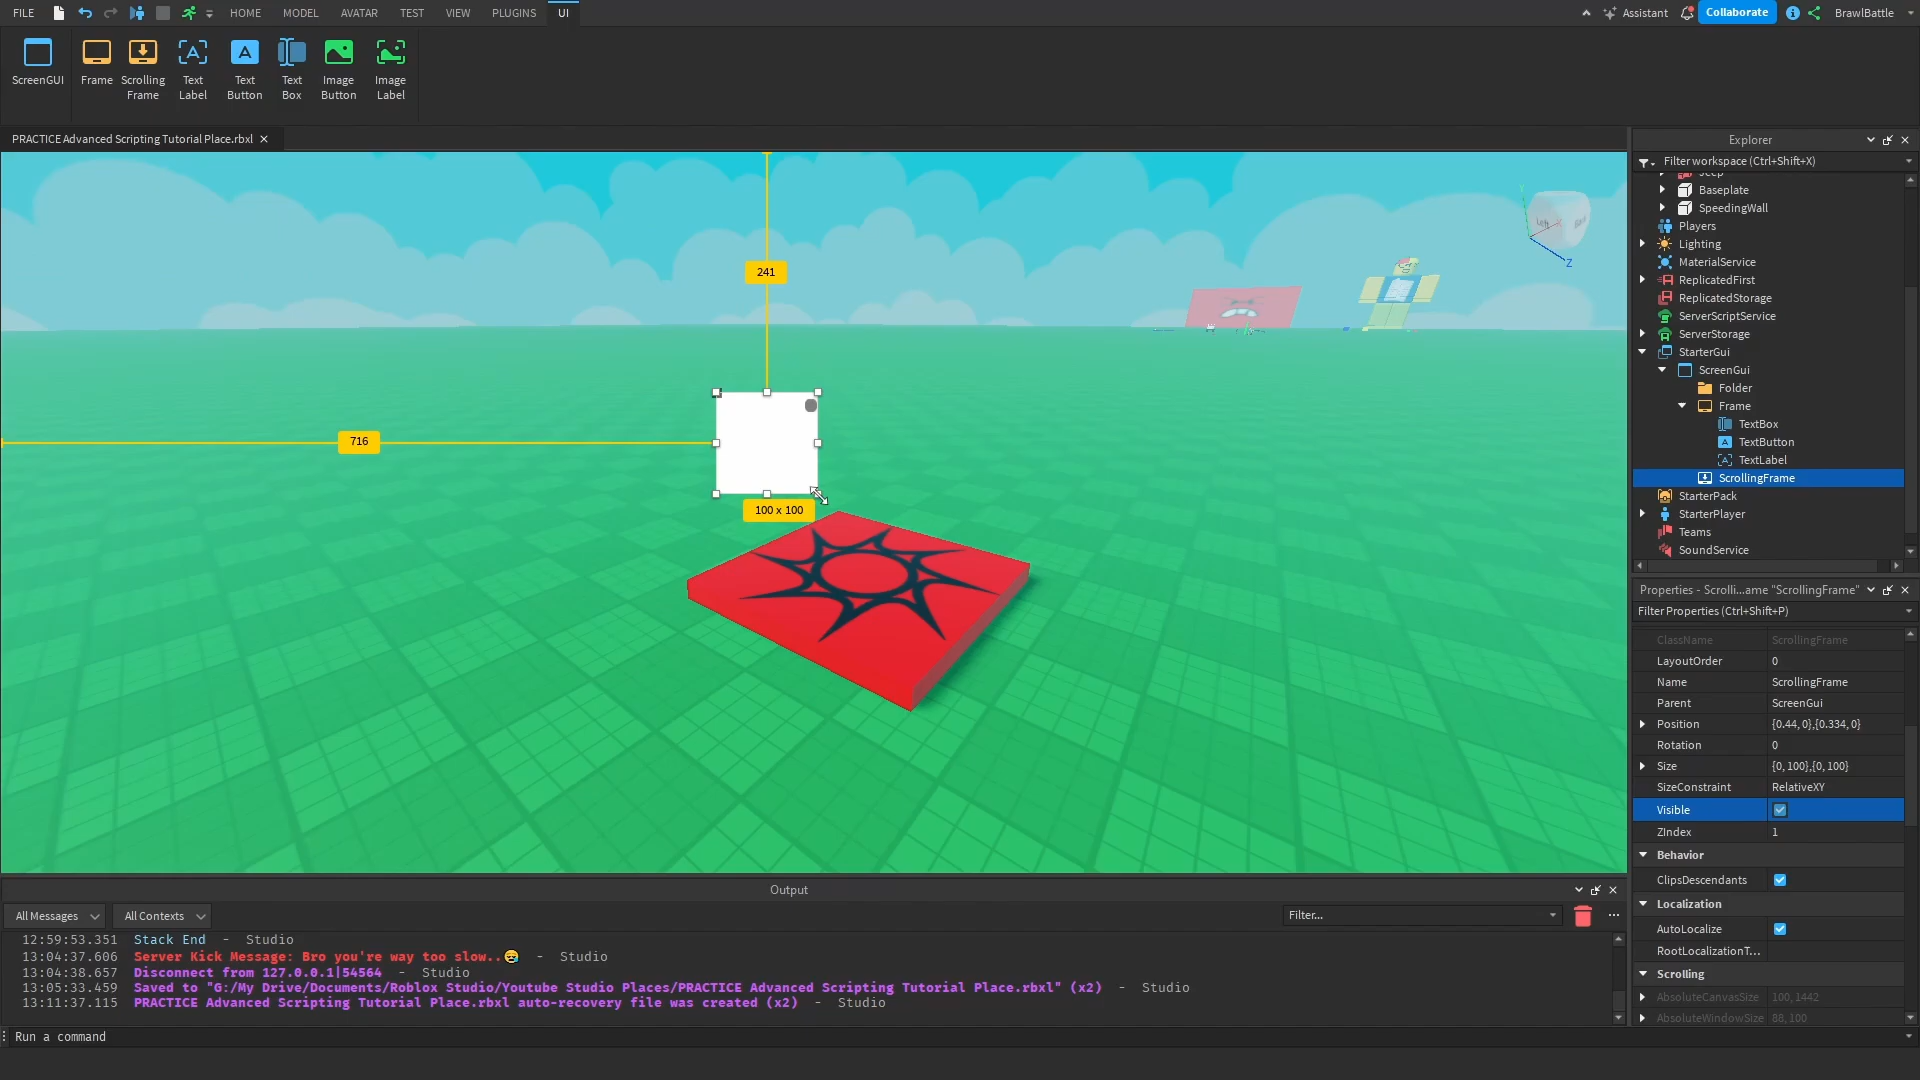 FILE HOME MODEL AVATAR TEST VIEW PLUGINS UI Assistant Collaborate BrawlBattle
ScreenGUI Frame Scrolling Frame Text Label Text Button Text Box Image Button Image Label
PRACTICE Advanced Scripting Tutorial Place.rbxl
241
716
100 x 100
Z
Explorer
Filter workspace (Ctrl+Shift+X)
Jeep
Baseplate
SpeedingWall
Players
Lighting
MaterialService
ReplicatedFirst
ReplicatedStorage
ServerScriptService
ServerStorage
StarterGui
ScreenGui
Folder
Frame
TextBox
TextButton
TextLabel
ScrollingFrame
StarterPack
StarterPlayer
Teams
SoundService
Properties - Scrolli...ame "ScrollingFrame"
Filter Properties (Ctrl+Shift+P)
ClassName ScrollingFrame
LayoutOrder 0
Name ScrollingFrame
Parent ScreenGui
Position {0.44, 0},{0.334, 0}
Rotation 0
Size {0, 100},{0, 100}
SizeConstraint RelativeXY
Visible
ZIndex 1
Behavior
ClipsDescendants
Localization
AutoLocalize
RootLocalizationT...
Scrolling
AbsoluteCanvasSize 100, 1442
AbsoluteWindowSize 88, 100
Output
All Messages All Contexts Filter...
12:59:53.351 Stack End - Studio
13:04:37.606 Server Kick Message: Bro you're way too slow..😪 - Studio
13:04:38.657 Disconnect from 127.0.0.1|54564 - Studio
13:05:33.459 Saved to "G:/My Drive/Documents/Roblox Studio/Youtube Studio Places/PRACTICE Advanced Scripting Tutorial Place.rbxl" (x2) - Studio
13:11:37.115 PRACTICE Advanced Scripting Tutorial Place.rbxl auto-recovery file was created (x2) - Studio
Run a command